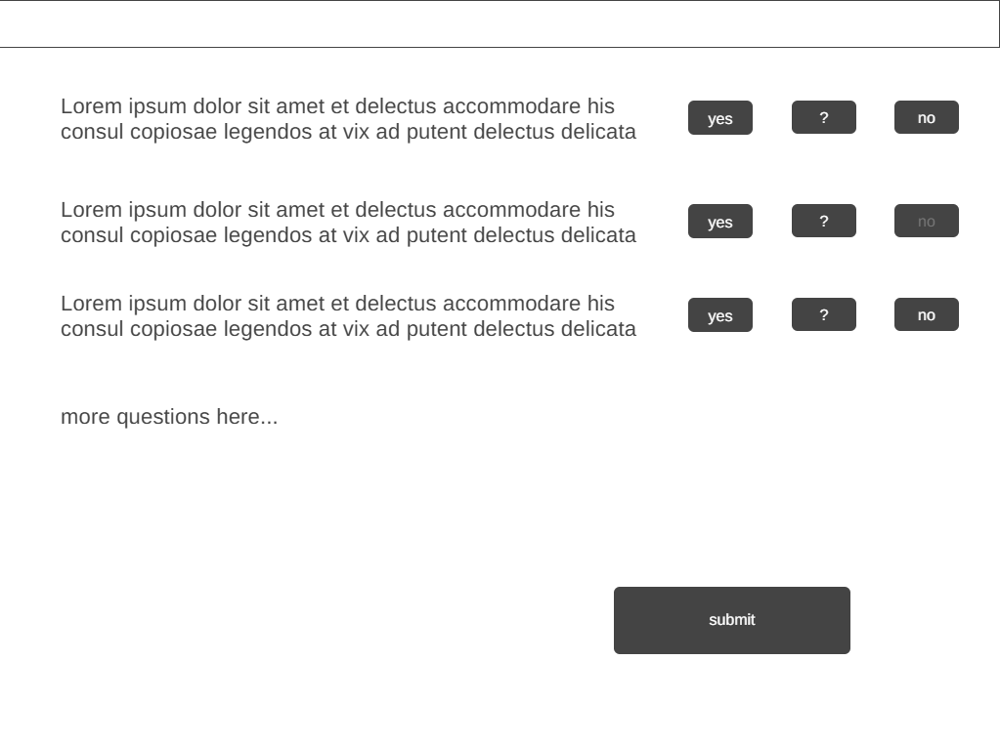 Lorem ipsum dolor sit amet et delectus accommodare his
consul copiosae legendos at vix ad putent delectus delicata
yes
?
no
Lorem ipsum dolor sit amet et delectus accommodare his
consul copiosae legendos at vix ad putent delectus delicata
yes
?
no
Lorem ipsum dolor sit amet et delectus accommodare his
consul copiosae legendos at vix ad putent delectus delicata
yes
?
no
more questions here...
submit